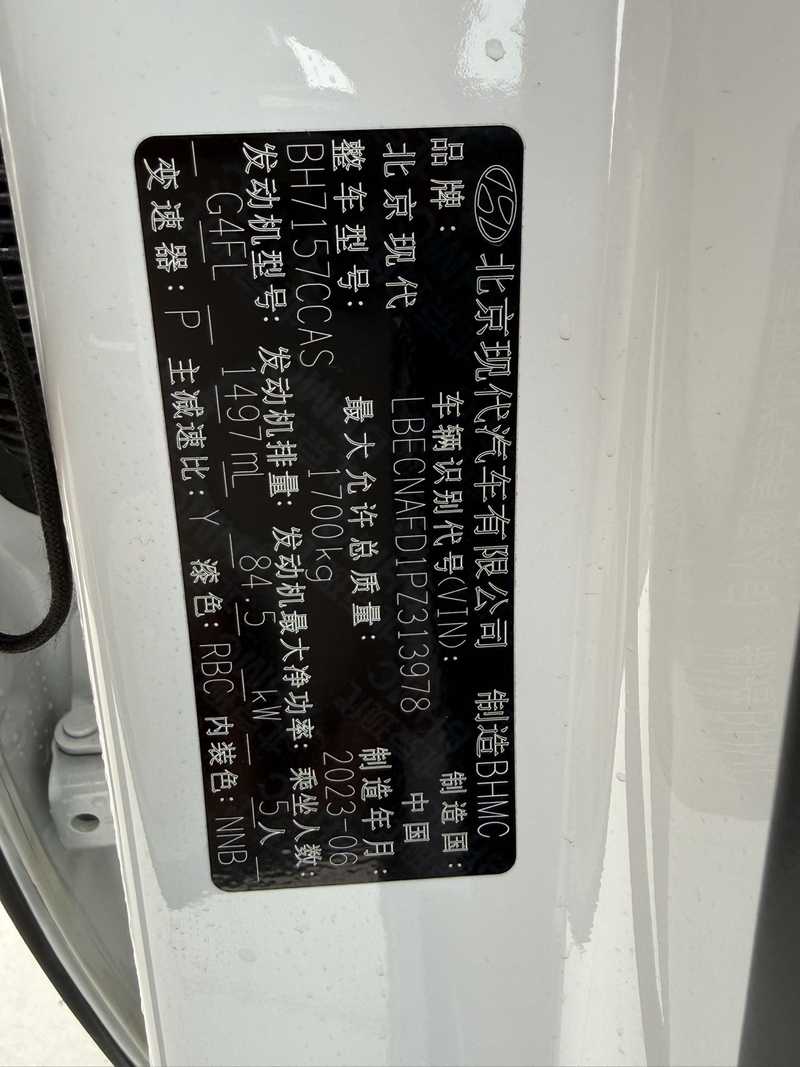 北京现代汽车有限公司 制造BHMC
品牌: 车辆识别代号(VIN): 制造国:
北京现代 LBECNAFD1PZ313978 中国
整车型号: 最大允许总质量: 制造年月:
BH7157CCAS 1700kg 2023-06
发动机型号: 发动机排量: 发动机最大净功率: 乘坐人数:
G4FL 1497ml 84.5 kW 5人
变速器: P 主减速比: Y 漆色: RBC 内装色: NNB